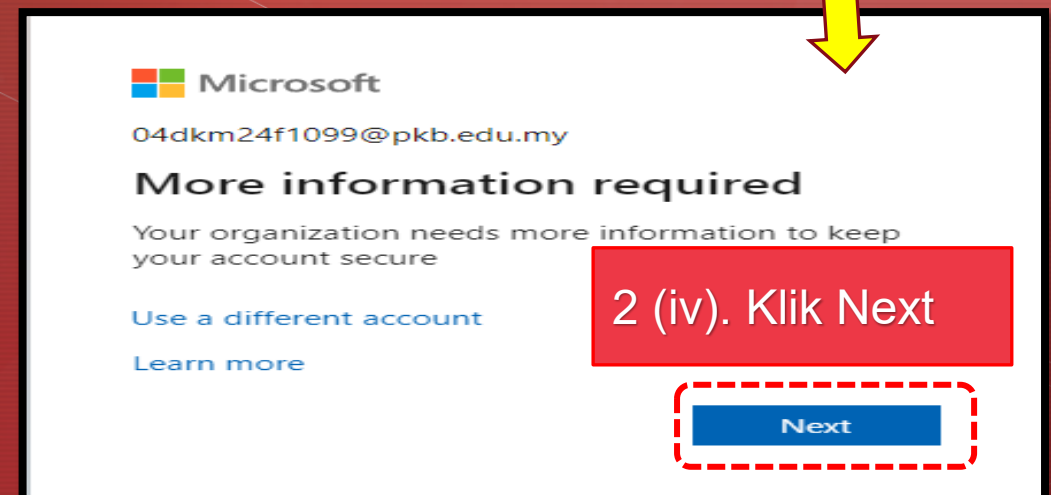 Microsoft
04dkm24f1099@pkb.edu.my
More information required
Your organization needs more information to keep
your account secure
Use a different account
Learn more
2 (iv). Klik Next
Next